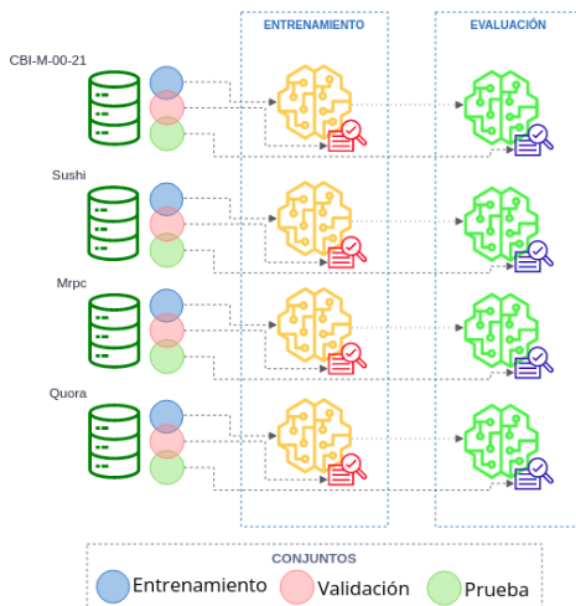 ENTRENAMIENTO
EVALUACIÓN
CBI-M-00-21
Sushi
Mrpc
Quora
CONJUNTOS
Entrenamiento
Validación
Prueba